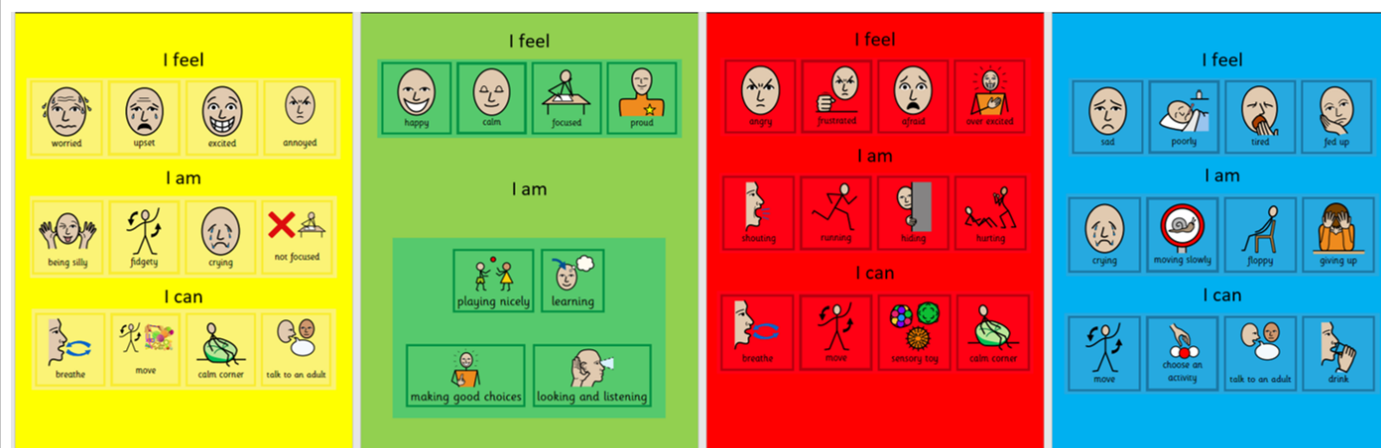 I feel
worried upset excited annoyed
I am
being silly fidgety crying not focused
I can
breathe move calm corner talk to an adult
I feel
happy calm focused proud
I am
playing nicely learning
making good choices looking and listening
I feel
angry frustrated afraid over excited
I am
shouting running hiding hurting
I can
breathe move sensory toy calm corner
I feel
sad poorly tired fed up
I am
crying moving slowly floppy giving up
I can
move choose an activity talk to an adult drink